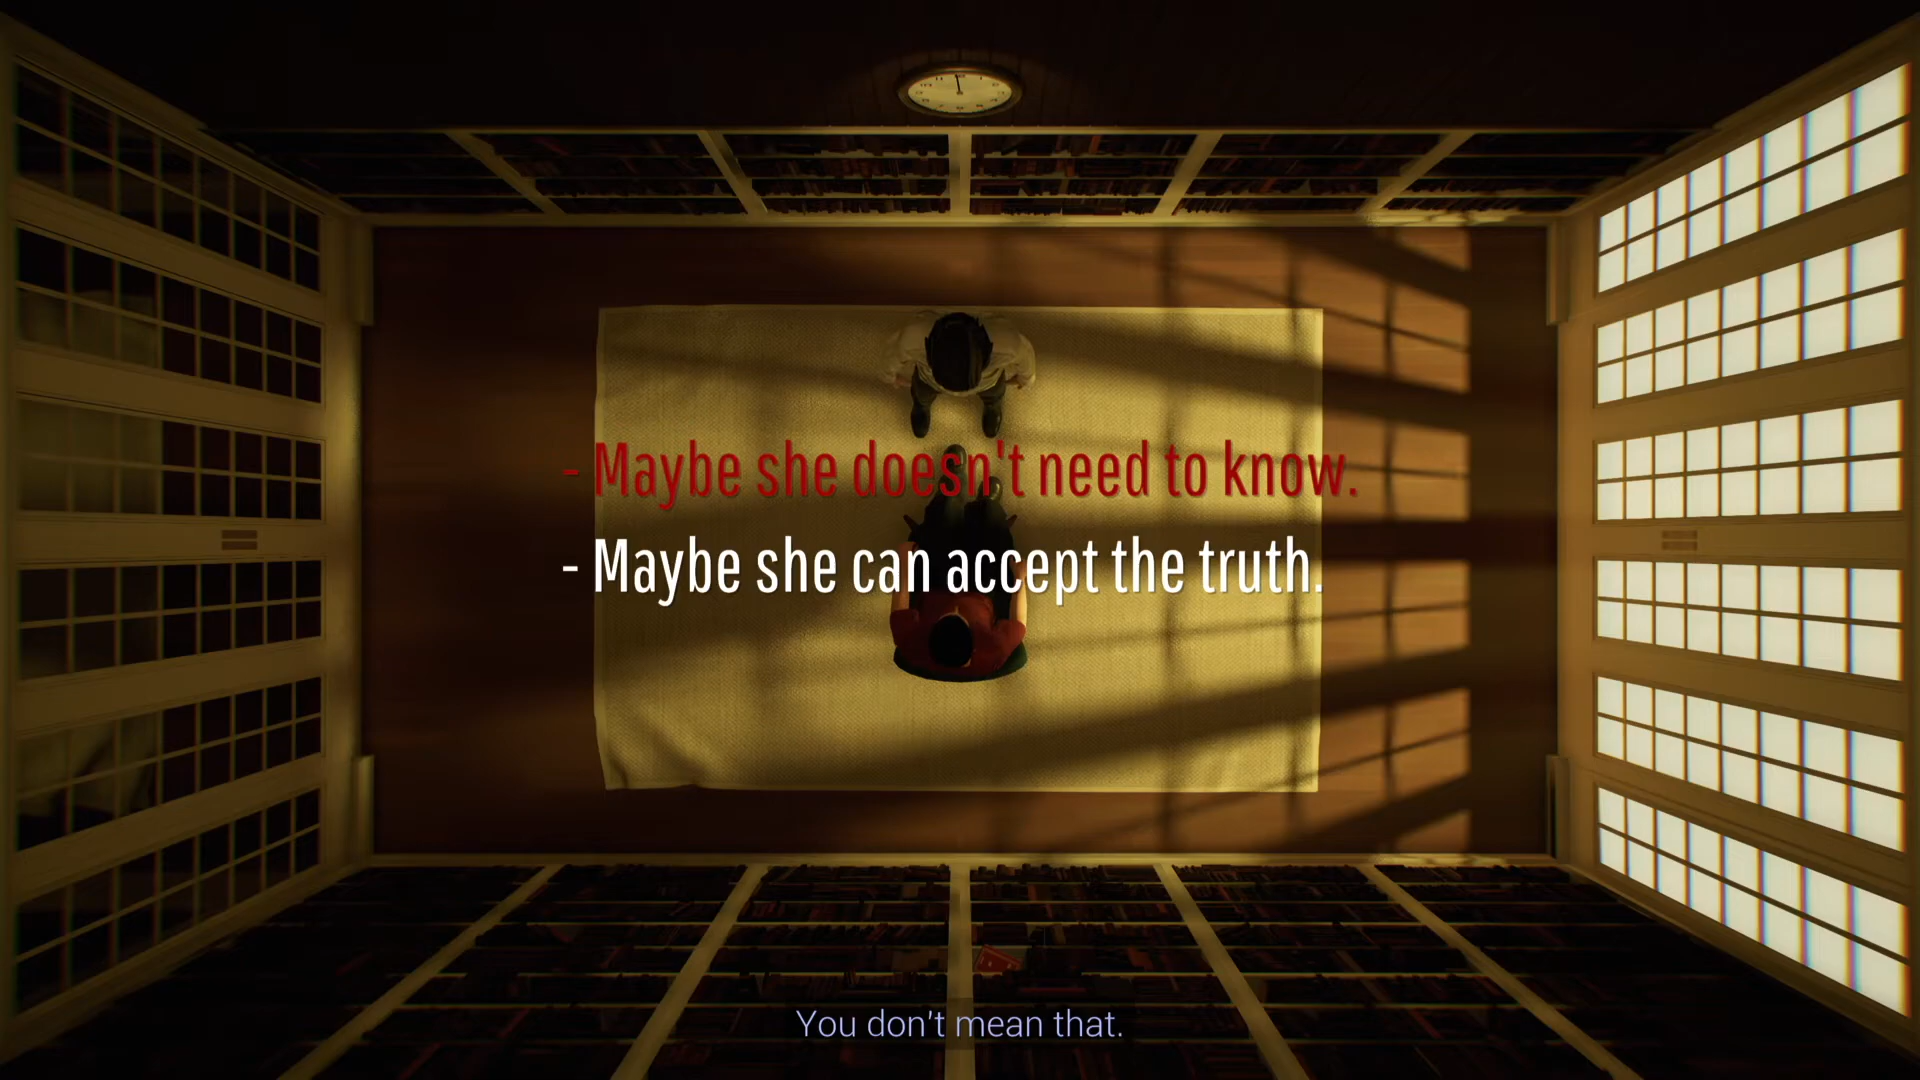 - Maybe she doesn't need to know.
- Maybe she can accept the truth.
You don't mean that.